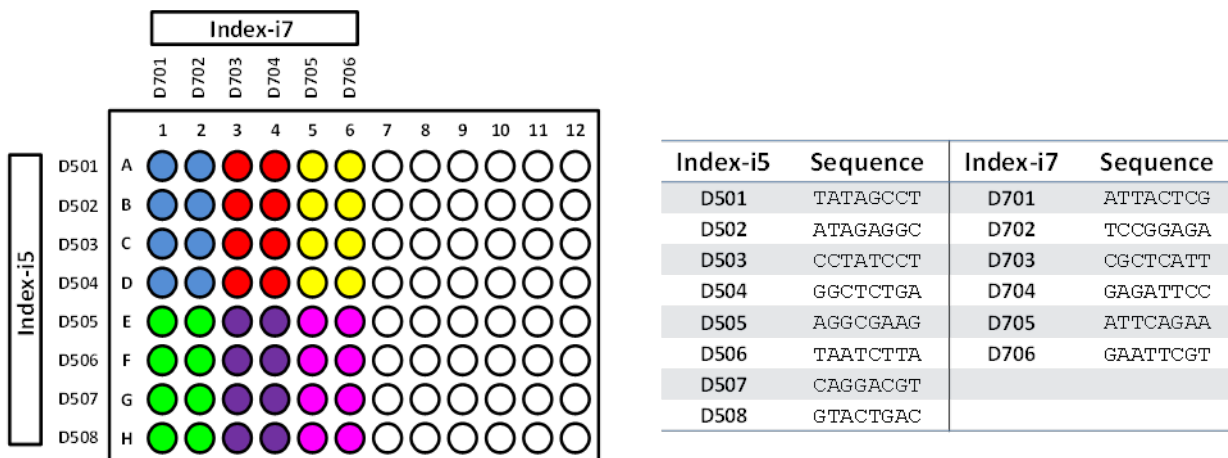 Index-i7
D701 D702 D703 D704 D705 D706
1 2 3 4 5 6 7 8 9 10 11 12
Index-i5
D501 A
D502 B
D503 C
D504 D
D505 E
D506 F
D507 G
D508 H
Index-i5 Sequence Index-i7 Sequence
D501 TATAGCCT D701 ATTACTCG
D502 ATAGAGGC D702 TCCGGAGA
D503 CCTATCCT D703 CGCTCATT
D504 GGCTCTGA D704 GAGATTCC
D505 AGGCGAAG D705 ATTCAGAA
D506 TAATCTTA D706 GAATTCGT
D507 CAGGACGT
D508 GTACTGAC